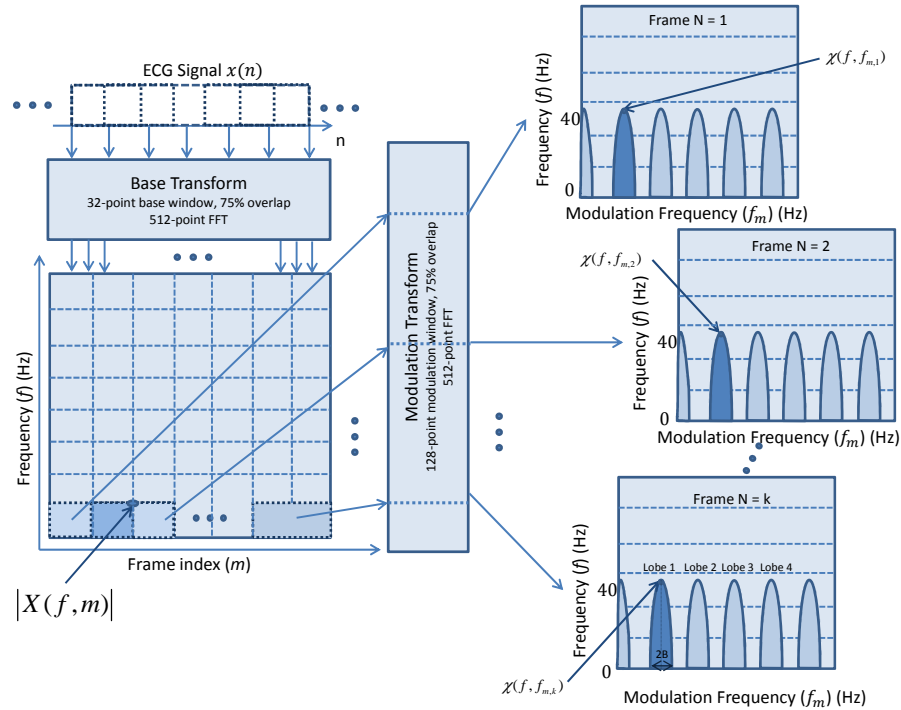 ECG Signal x(n)
n
Base Transform
32-point base window, 75% overlap
512-point FFT
Frequency (f) (Hz)
Frame index (m)
|X(f,m)|
Modulation Transform
128-point modulation window, 75% overlap
512-point FFT
Frame N = 1
χ(f, f_{m,1})
Frequency (f) (Hz)
40
0
Modulation Frequency (f_m) (Hz)
Frame N = 2
χ(f, f_{m,2})
Frequency (f) (Hz)
40
0
Modulation Frequency (f_m) (Hz)
Frame N = k
Lobe 1 Lobe 2 Lobe 3 Lobe 4
Frequency (f) (Hz)
40
0
2B
χ(f, f_{m,k})
Modulation Frequency (f_m) (Hz)